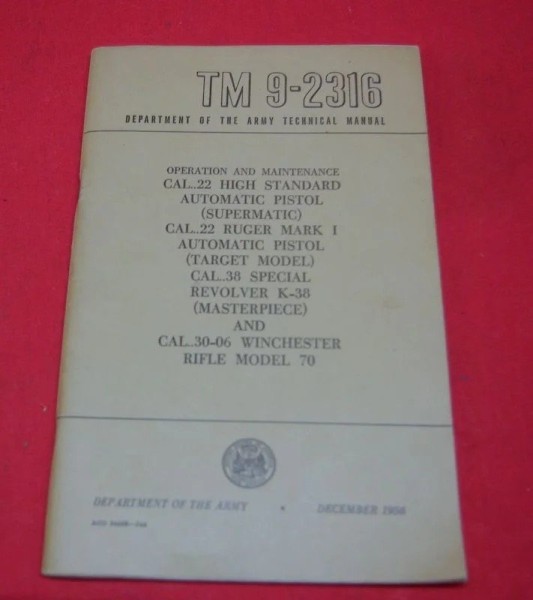 TM 9-2316
DEPARTMENT OF THE ARMY TECHNICAL MANUAL
OPERATION AND MAINTENANCE
CAL..22 HIGH STANDARD
AUTOMATIC PISTOL
(SUPERMATIC)
CAL..22 RUGER MARK I
AUTOMATIC PISTOL
(TARGET MODEL)
CAL..38 SPECIAL
REVOLVER K-38
(MASTERPIECE)
AND
CAL..30-06 WINCHESTER
RIFLE MODEL 70
DEPARTMENT OF THE ARMY • DECEMBER 1956